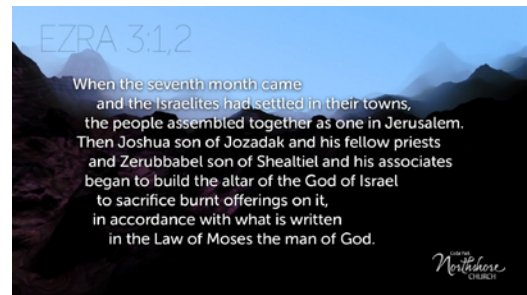 EZRA 3:1,2
When the seventh month came
and the Israelites had settled in their towns,
the people assembled together as one in Jerusalem.
Then Joshua son of Jozadak and his fellow priests
and Zerubbabel son of Shealtiel and his associates
began to build the altar of the God of Israel
to sacrifice burnt offerings on it,
in accordance with what is written
in the Law of Moses the man of God.
Northshore
CHURCH